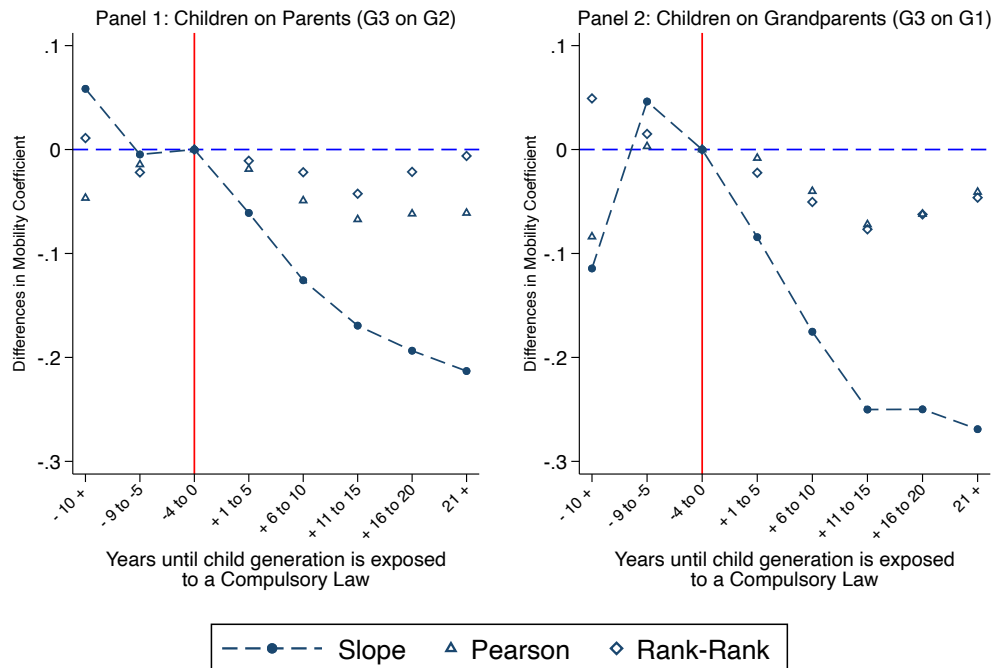 Panel 1: Children on Parents (G3 on G2)
Differences in Mobility Coefficient
.1
0
-.1
-.2
-.3
- 10 +
- 9 to -5
-4 to 0
+ 1 to 5
+ 6 to 10
+ 11 to 15
+ 16 to 20
21 +
Years until child generation is exposed
to a Compulsory Law
Panel 2: Children on Grandparents (G3 on G1)
Differences in Mobility Coefficient
.1
0
-.1
-.2
-.3
- 10 +
- 9 to -5
-4 to 0
+ 1 to 5
+ 6 to 10
+ 11 to 15
+ 16 to 20
21 +
Years until child generation is exposed
to a Compulsory Law
Slope Pearson Rank-Rank